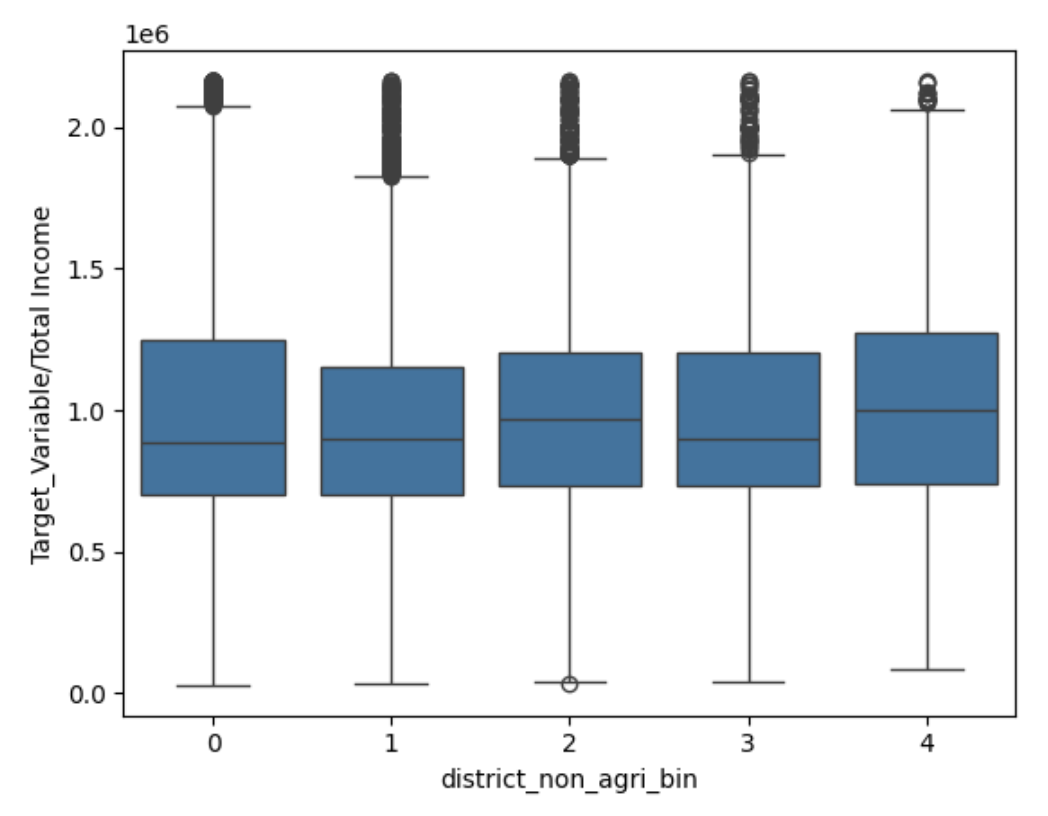 1e6
2.0
1.5
1.0
0.5
0.0
Target_Variable/Total Income
0 1 2 3 4
district_non_agri_bin